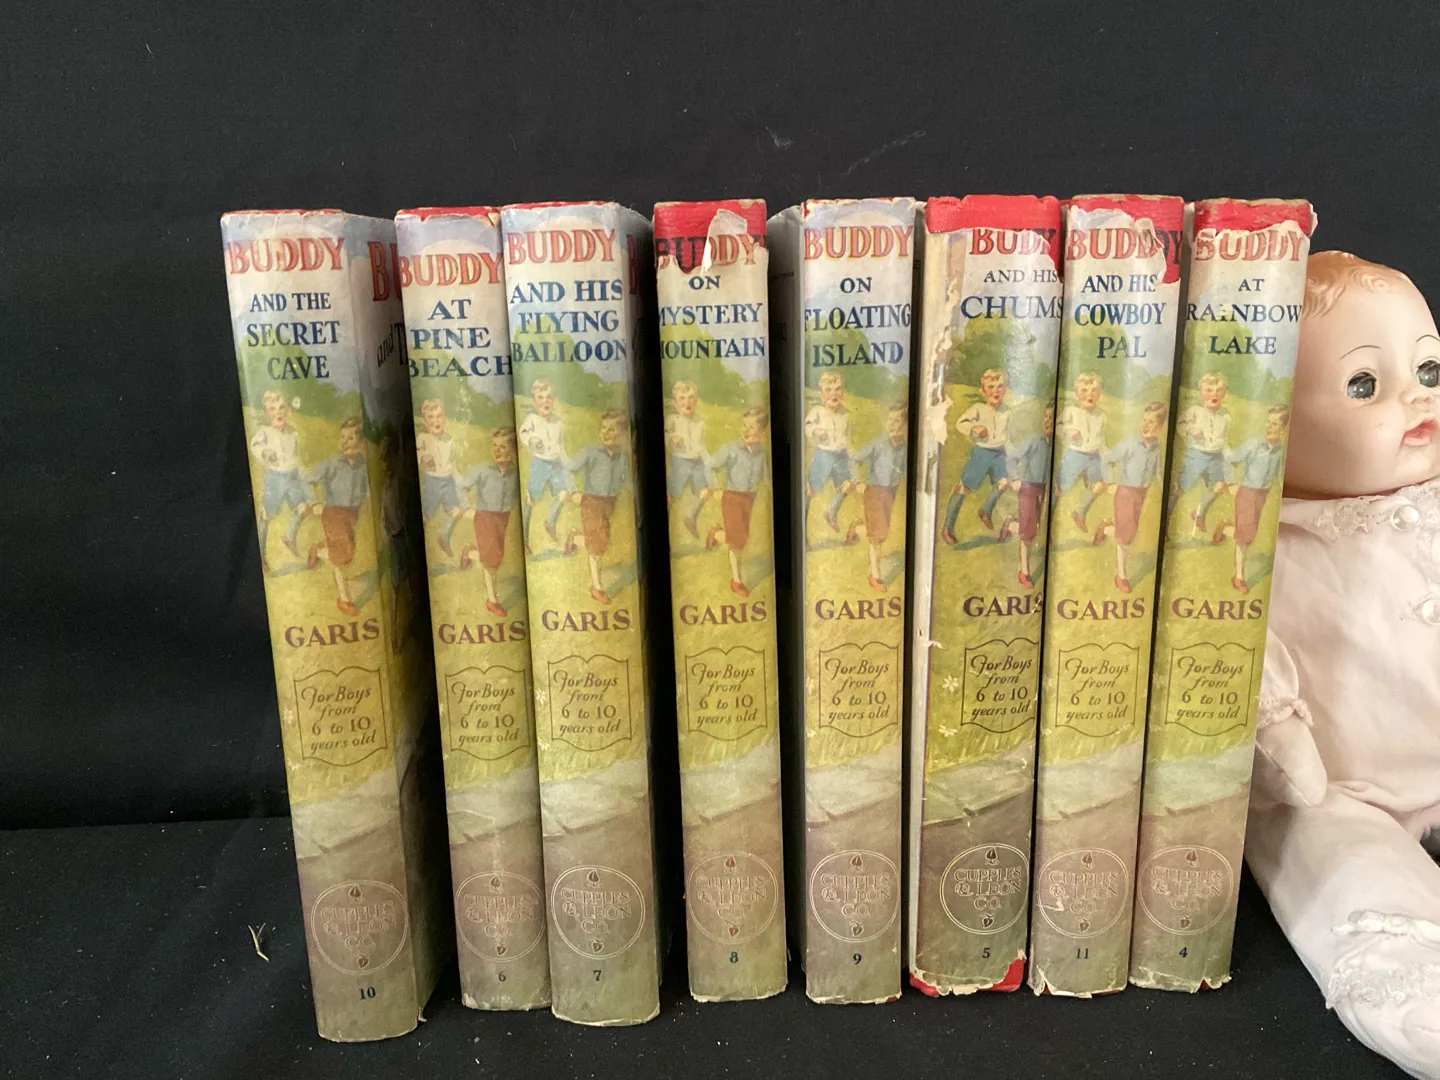 BUDDY
AND THE
SECRET
CAVE
GARIS
For Boys
from
6 to 10
years old
CUPPLES
& LEON
CO.
10
BUDDY
AT
PINE
BEACH
GARIS
For Boys
from
6 to 10
years old
CUPPLES
& LEON
CO.
6
BUDDY
AND HIS
FLYING
BALLOON
GARIS
For Boys
from
6 to 10
years old
CUPPLES
& LEON
CO.
7
BUDDY
ON
MYSTERY
MOUNTAIN
GARIS
For Boys
from
6 to 10
years old
CUPPLES
& LEON
CO.
8
BUDDY
ON
FLOATING
ISLAND
GARIS
For Boys
from
6 to 10
years old
CUPPLES
& LEON
CO.
9
BUDDY
AND HIS
CHUMS
GARIS
For Boys
from
6 to 10
years old
CUPPLES
& LEON
CO.
5
BUDDY
AND HIS
COWBOY
PAL
GARIS
For Boys
from
6 to 10
years old
CUPPLES
& LEON
CO.
11
BUDDY
AT
RAINBOW
LAKE
GARIS
For Boys
from
6 to 10
years old
CUPPLES
& LEON
CO.
4